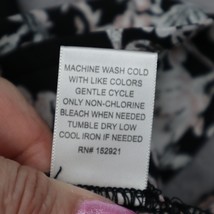 MACHINE WASH COLD
WITH LIKE COLORS
GENTLE CYCLE
ONLY NON-CHLORINE
BLEACH WHEN NEEDED
TUMBLE DRY LOW
COOL IRON IF NEEDED
RN# 152921